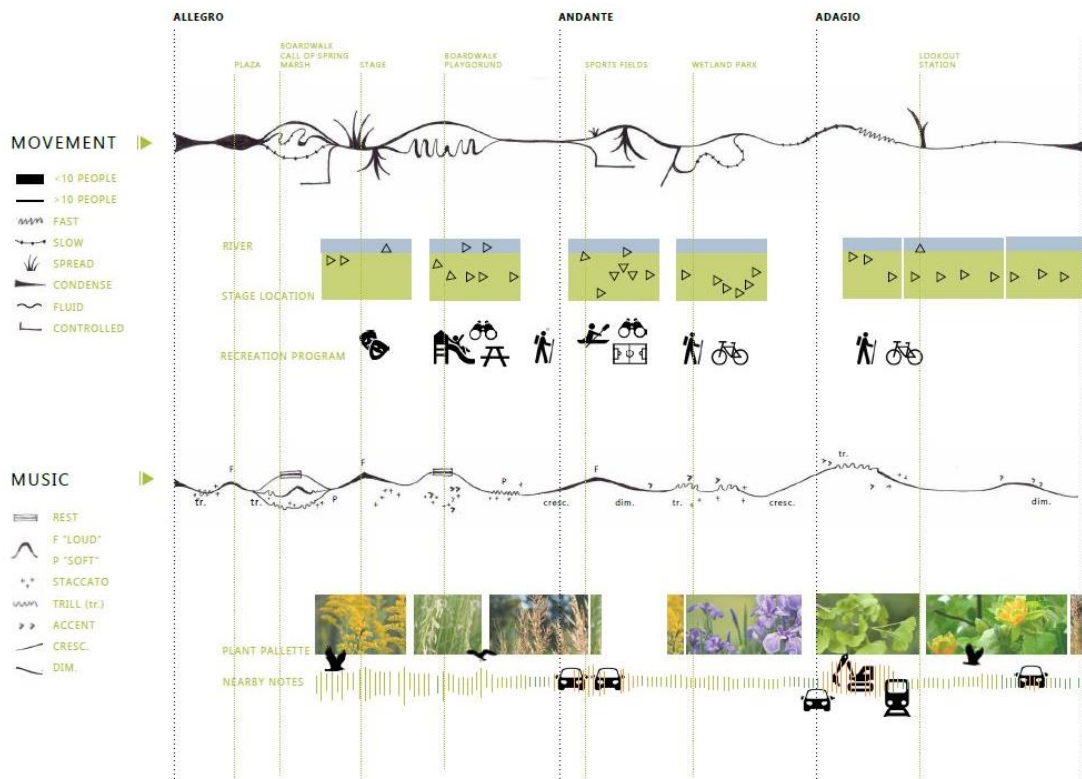 ALLEGRO
ANDANTE
ADAGIO
PLAZA
BOARDWALK
CALL OF SPRING
MARSH
STAGE
BOARDWALK
PLAYGORUND
SPORTS FIELDS
WETLAND PARK
LOOKOUT
STATION
MOVEMENT
<10 PEOPLE
>10 PEOPLE
FAST
SLOW
SPREAD
CONDENSE
FLUID
CONTROLLED
RIVER
STAGE LOCATION
RECREATION PROGRAM
MUSIC
F
F
P
F
tr.
tr.
tr.
P
cresc.
dim.
tr.
cresc.
dim.
REST
F "LOUD"
P "SOFT"
STACCATO
TRILL (tr.)
ACCENT
CRESC.
DIM.
PLANT PALLETTE
NEARBY NOTES